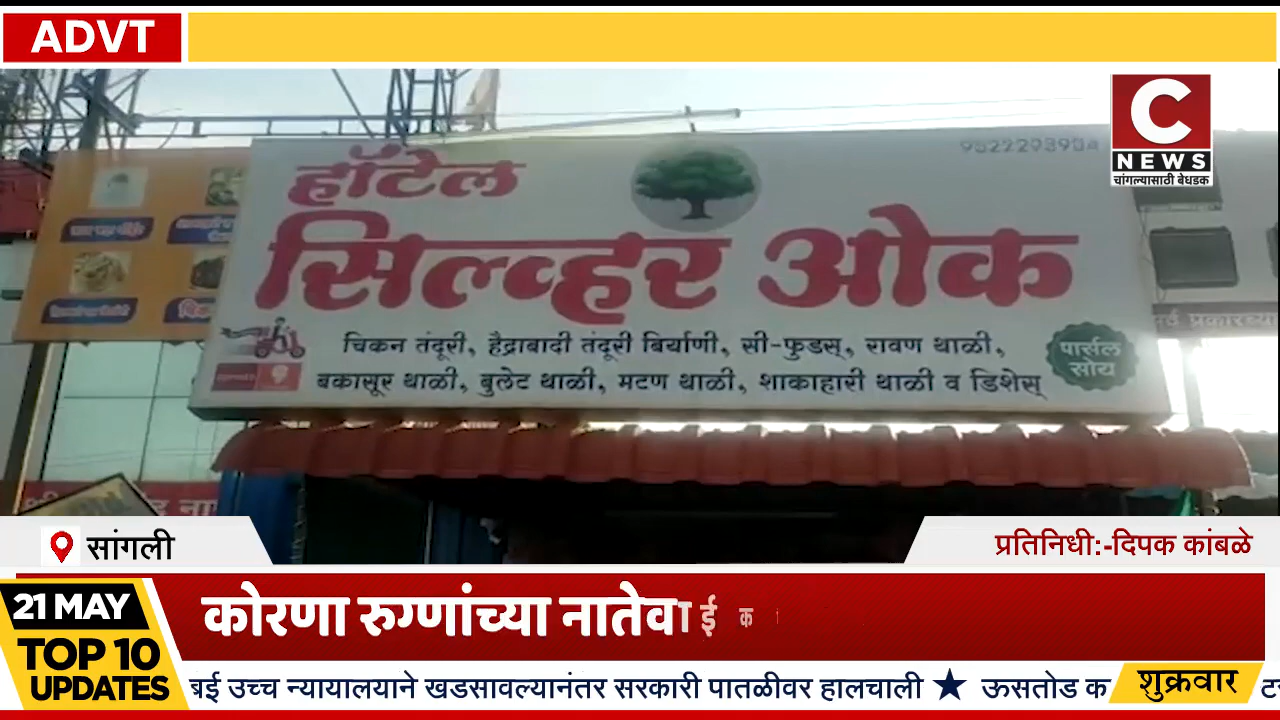 ADVT
C
NEWS
चांगल्यासाठी बेधडक
हॉटेल
सिल्व्हर ओक
चिकन तंदूरी, हैद्राबादी तंदूरी बिर्याणी, सी-फुडस्, रावण थाळी,
बकासूर थाळी, बुलेट थाळी, मटण थाळी, शाकाहारी थाळी व डिशेस्
पार्सल
सोय
सांगली
प्रतिनिधी:-दिपक कांबळे
21 MAY
TOP 10
UPDATES
कोरणा रुग्णांच्या नातेवाई क
बई उच्च न्यायालयाने खडसावल्यानंतर सरकारी पातळीवर हालचाली ★ ऊसतोड क
शुक्रवार